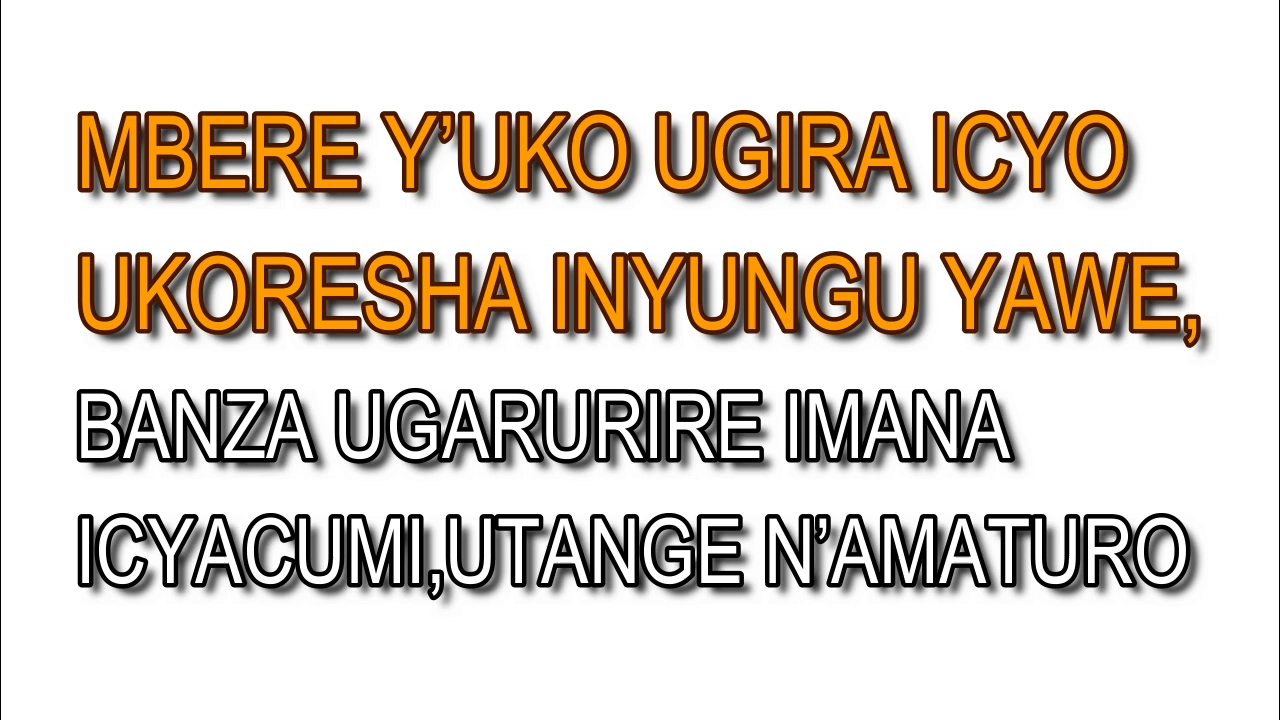 MBERE Y’UKO UGIRA ICYO
UKORESHA INYUNGU YAWE,
BANZA UGARURIRE IMANA
ICYACUMI,UTANGE N’AMATURO